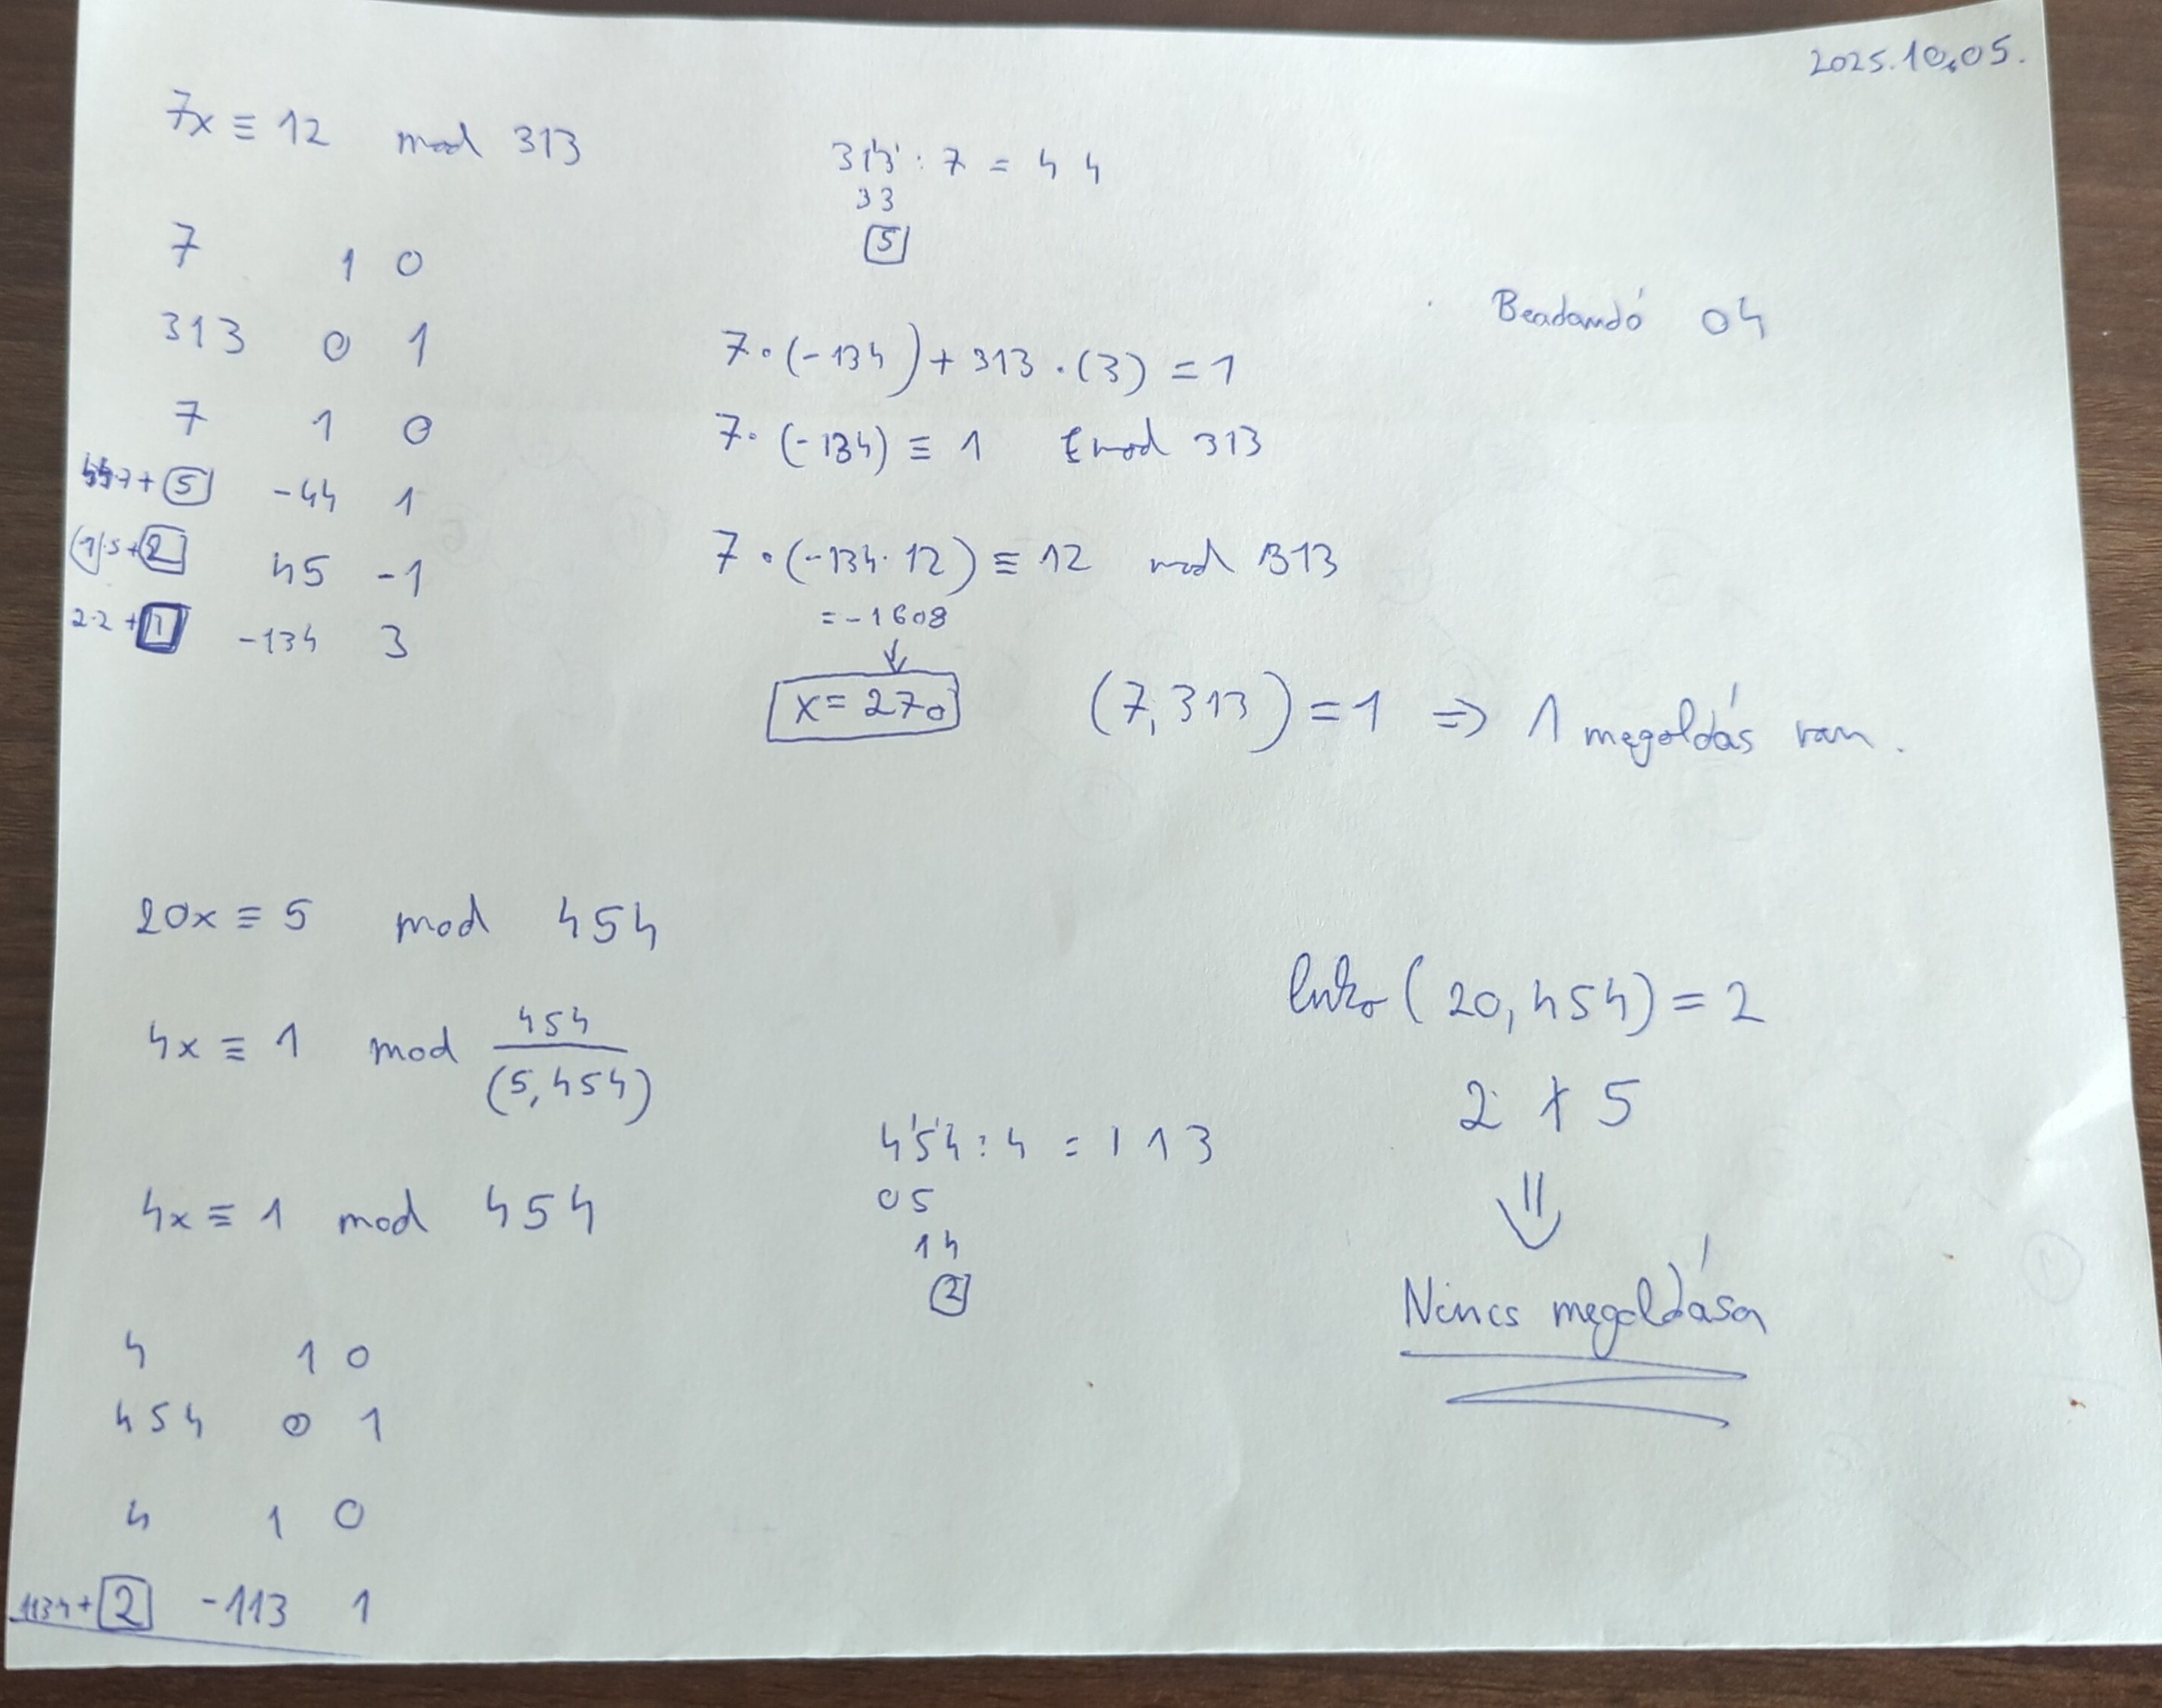 2025.10.05.
7x ≡ 12 mod 313
313 : 7 = 44
33
5
7 1 0
313 0 1
7 1 0
44·7+5 -44 1
(1)·5+2 45 -1
2·2+1 -134 3
Beadandó 04
7·(-134)+313·(3)=1
7·(-134) ≡ 1 mod 313
7·(-134·12) ≡ 12 mod 313
=-1608
↓
x=270
(7,313)=1 ⇒ 1 megoldás van.
20x ≡ 5 mod 454
4x ≡ 1 mod 454/(5,454)
4x ≡ 1 mod 454
454:4 = 113
05
14
2
4 1 0
454 0 1
4 1 0
113·4+2 -113 1
lnko(20,454)=2
2 ∤ 5
⇓
Nincs megoldása